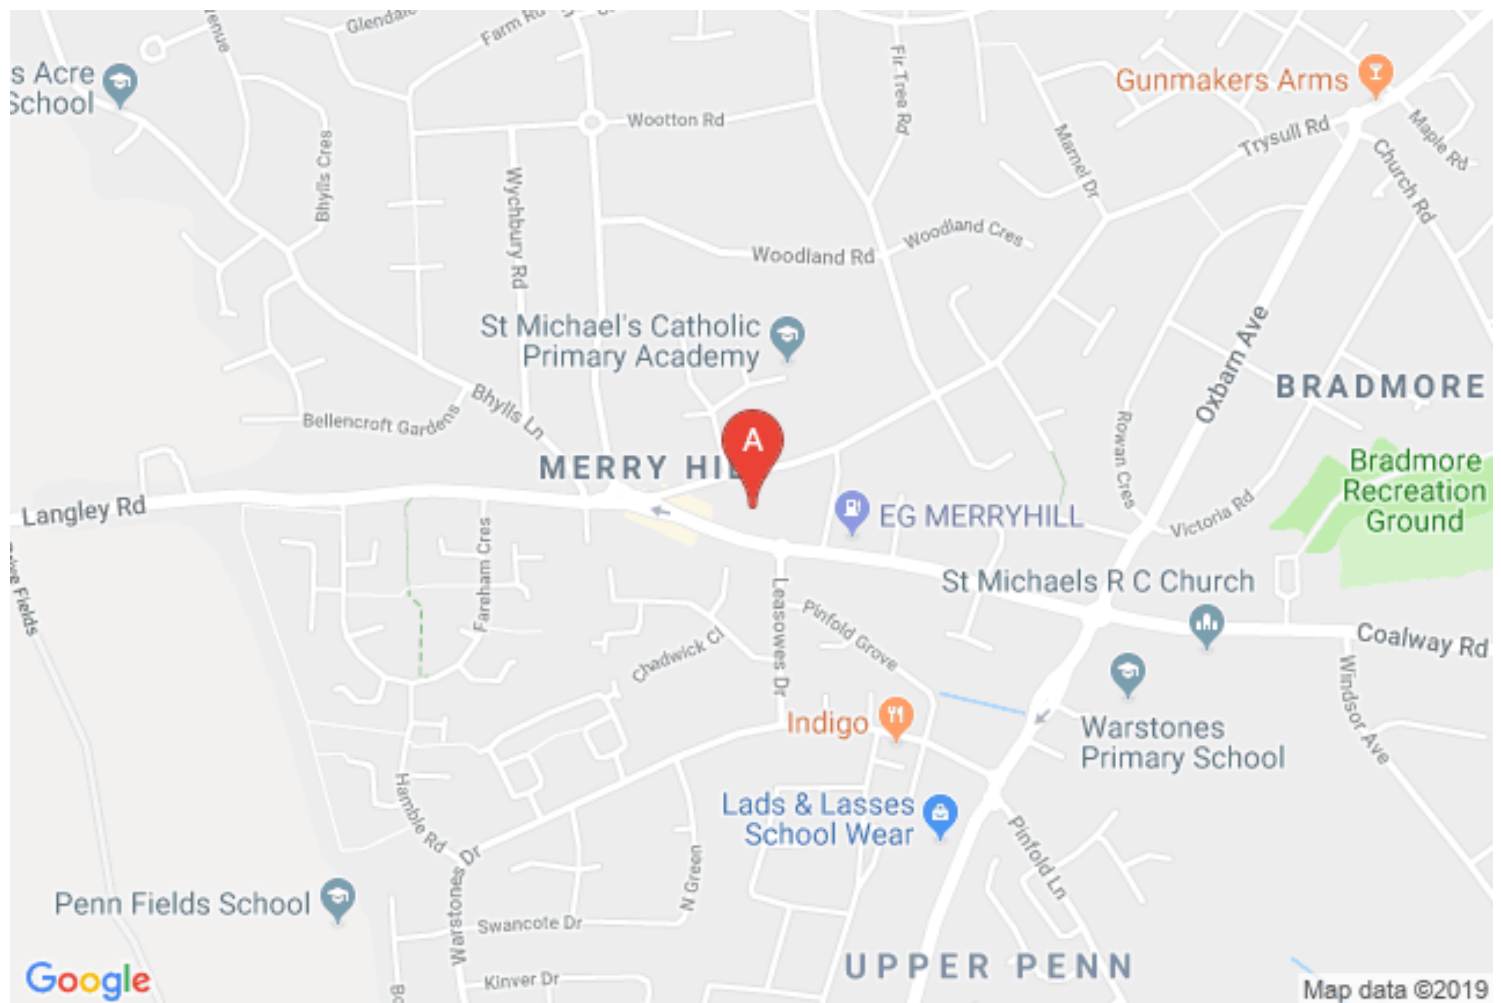 Glendale
Farm Rd
enue
s Acre
School
Fir Tree Rd
Gunmakers Arms
Maple Rd
Trysull Rd
Church Rd
Wootton Rd
Marnel Dr
Bhylls Cres
Wychbury Rd
Woodland Rd
Woodland Cres
St Michael's Catholic
Primary Academy
Oxbarn Ave
BRADMORE
Bhylls Ln
Bellencroft Gardens
Rowan Cres
A
MERRY HIL
Bradmore
Recreation
Ground
Langley Rd
EG MERRYHILL
Victoria Rd
Fareham Cres
St Michaels R C Church
Fields
Leasowes Dr
Pinfold Grove
Coalway Rd
Chadwick Cl
Windsor Ave
Indigo
Warstones
Primary School
Hamble Rd
Lads & Lasses
School Wear
Pinfold Ln
Warstones Dr
N Green
Penn Fields School
Swancote Dr
UPPER PENN
Kinver Dr
Google
Map data ©2019